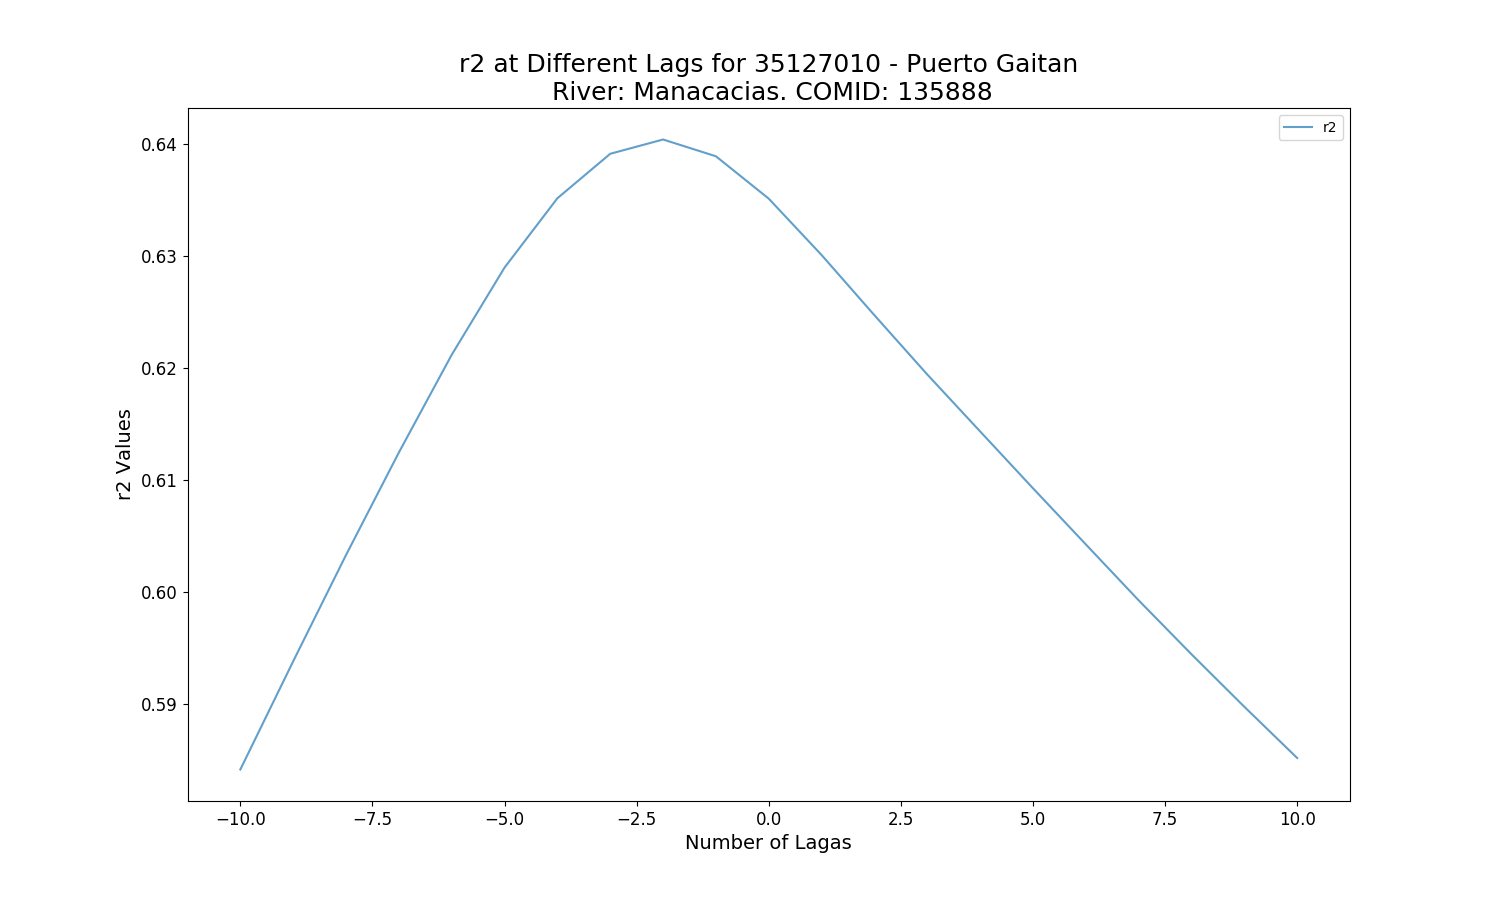 r2 at Different Lags for 35127010 - Puerto Gaitan
River: Manacacias. COMID: 135888
r2
0.64
0.63
0.62
0.61
0.60
0.59
r2 Values
−10.0 −7.5 −5.0 −2.5 0.0 2.5 5.0 7.5 10.0
Number of Lagas